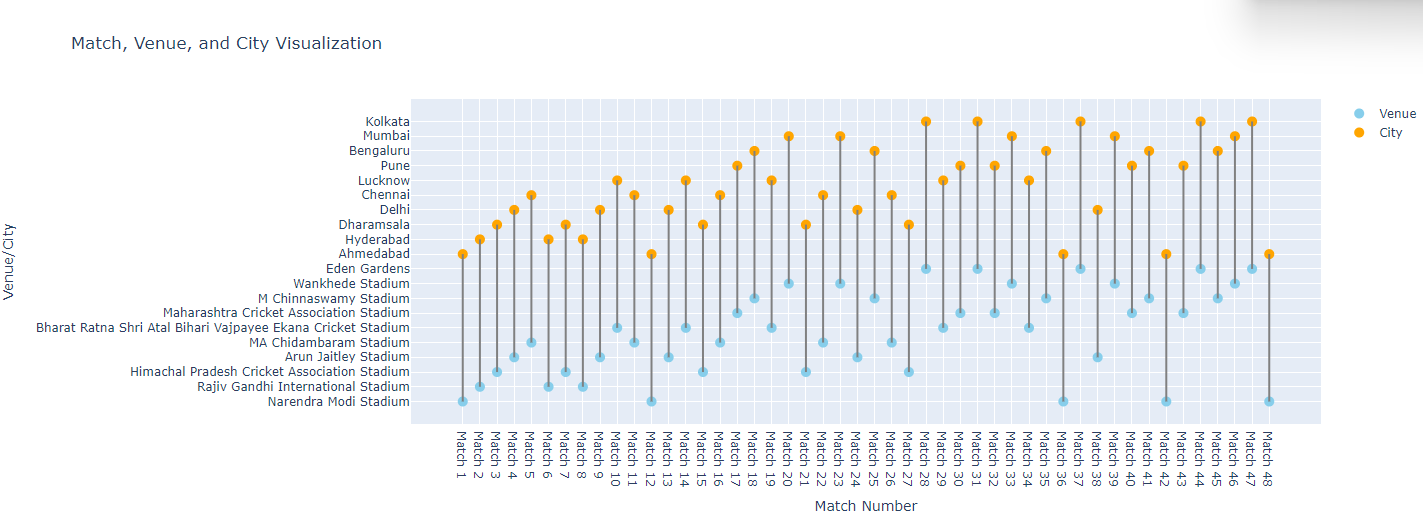 Match, Venue, and City Visualization
Venue
City
Venue/City
Kolkata
Mumbai
Bengaluru
Pune
Lucknow
Chennai
Delhi
Dharamsala
Hyderabad
Ahmedabad
Eden Gardens
Wankhede Stadium
M Chinnaswamy Stadium
Maharashtra Cricket Association Stadium
Bharat Ratna Shri Atal Bihari Vajpayee Ekana Cricket Stadium
MA Chidambaram Stadium
Arun Jaitley Stadium
Himachal Pradesh Cricket Association Stadium
Rajiv Gandhi International Stadium
Narendra Modi Stadium
Match 1
Match 2
Match 3
Match 4
Match 5
Match 6
Match 7
Match 8
Match 9
Match 10
Match 11
Match 12
Match 13
Match 14
Match 15
Match 16
Match 17
Match 18
Match 19
Match 20
Match 21
Match 22
Match 23
Match 24
Match 25
Match 26
Match 27
Match 28
Match 29
Match 30
Match 31
Match 32
Match 33
Match 34
Match 35
Match 36
Match 37
Match 38
Match 39
Match 40
Match 41
Match 42
Match 43
Match 44
Match 45
Match 46
Match 47
Match 48
Match Number